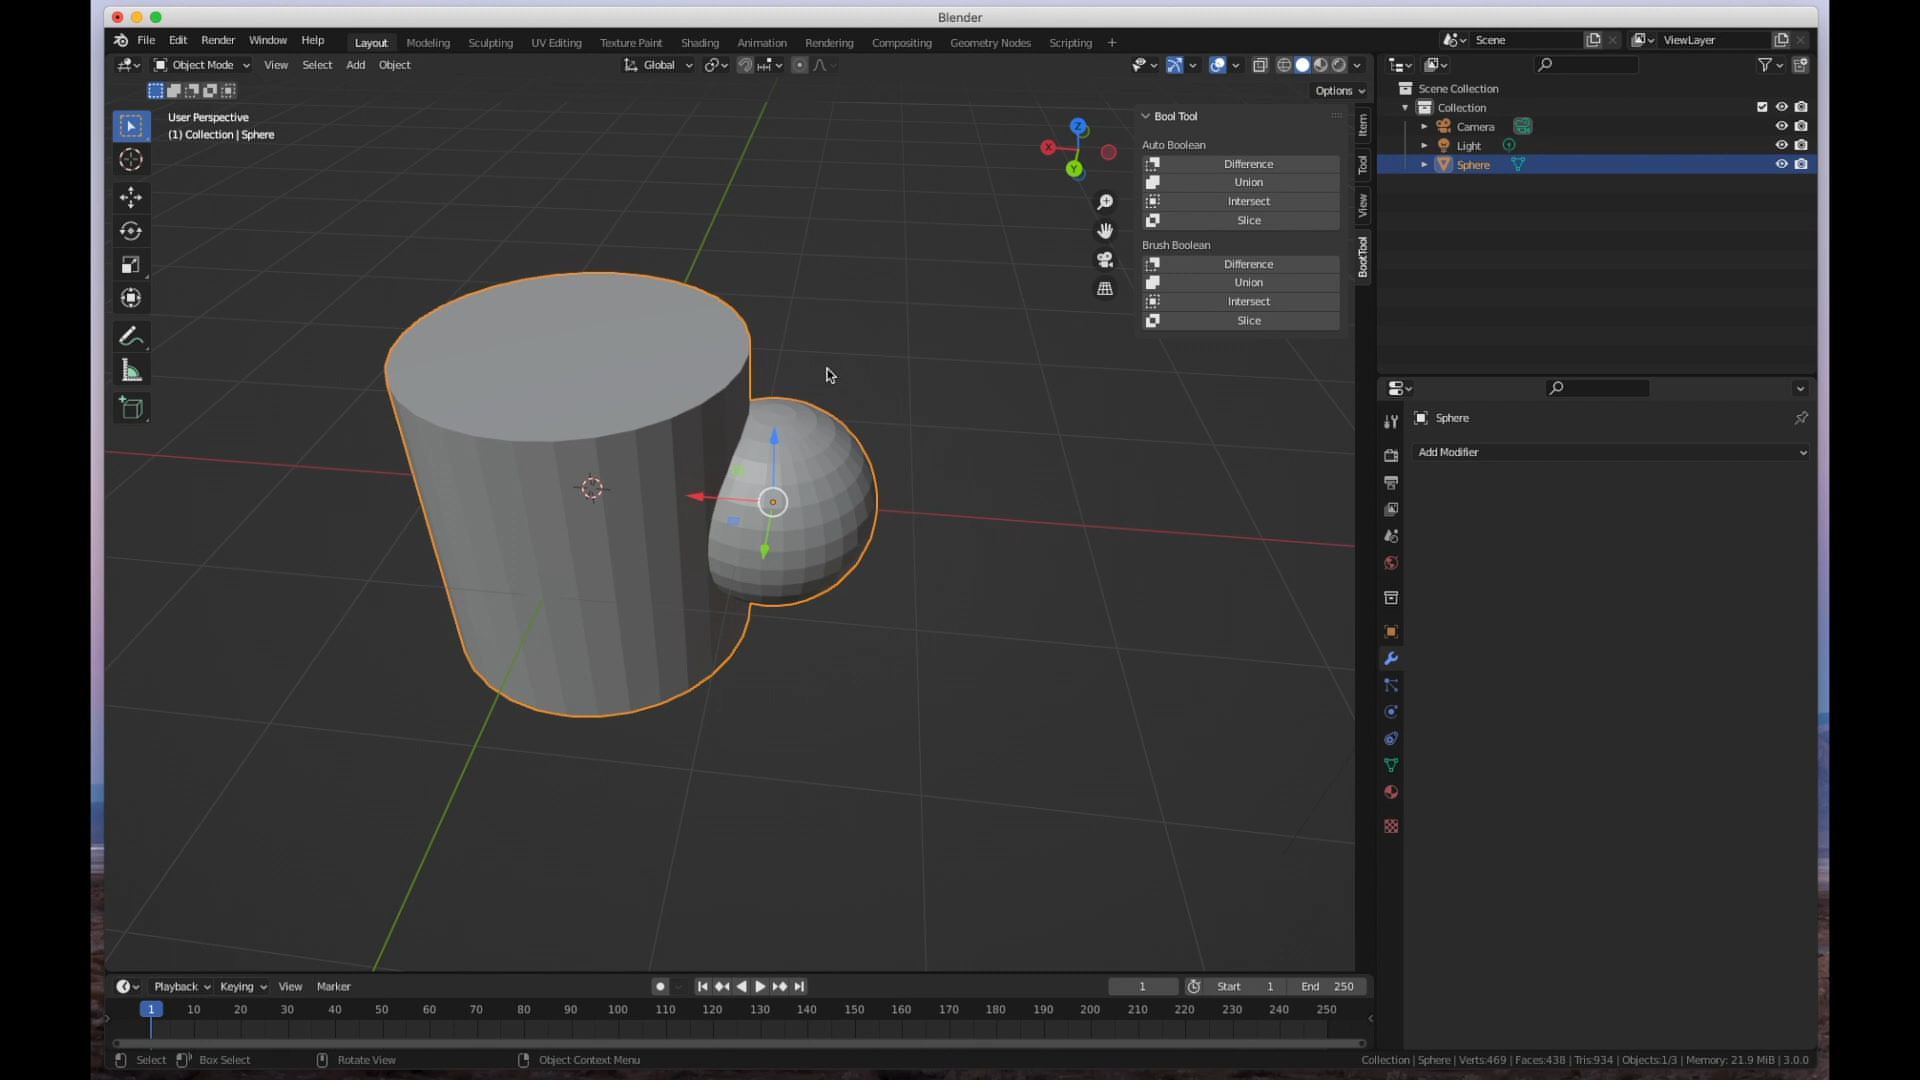 Blender
File Edit Render Window Help
Layout Modeling Sculpting UV Editing Texture Paint Shading Animation Rendering Compositing Geometry Nodes Scripting +
Scene
ViewLayer
Object Mode View Select Add Object
Global
Options
User Perspective
(1) Collection | Sphere
Z
X
Y
Bool Tool
Auto Boolean
Difference
Union
Intersect
Slice
Brush Boolean
Difference
Union
Intersect
Slice
Item
Tool
View
BoolTool
Scene Collection
Collection
Camera
Light
Sphere
Sphere
Add Modifier
Playback Keying View Marker
1
Start 1
End 250
1 10 20 30 40 50 60 70 80 90 100 110 120 130 140 150 160 170 180 190 200 210 220 230 240 250
Select Box Select Rotate View Object Context Menu
Collection | Sphere | Verts:469 | Faces:438 | Tris:934 | Objects:1/3 | Memory: 21.9 MiB | 3.0.0